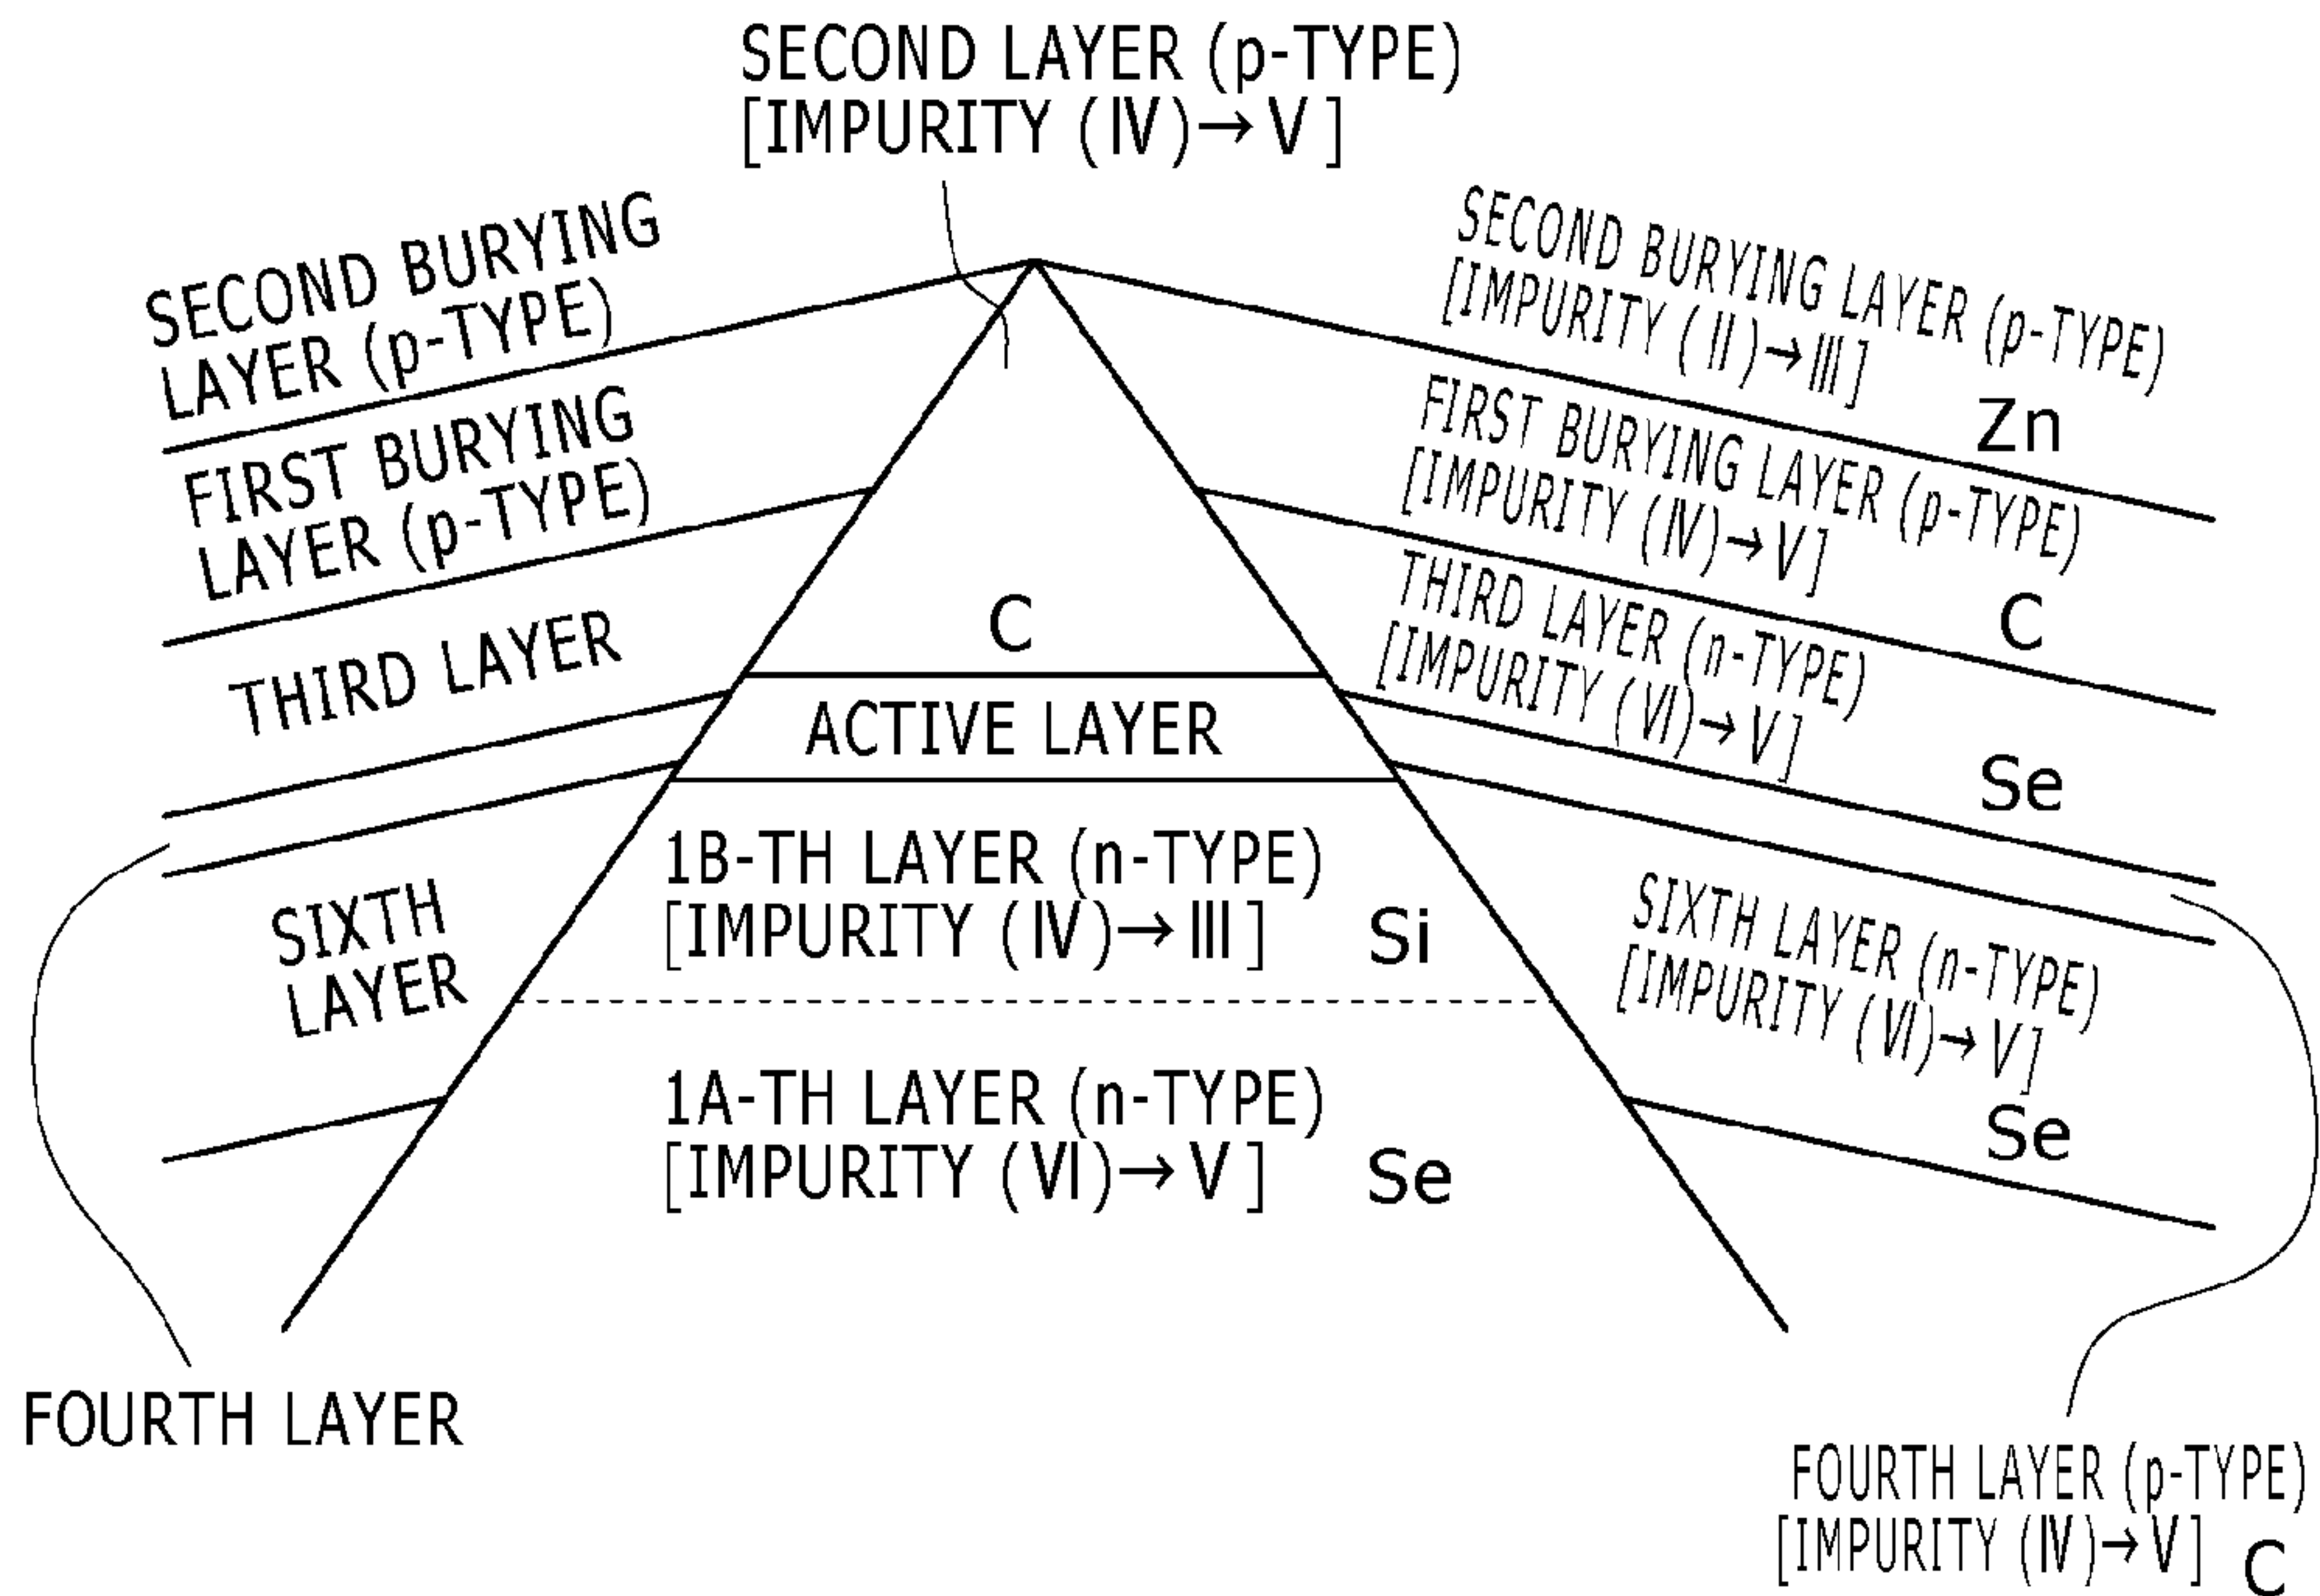 SECOND LAYER (p-TYPE)
[IMPURITY (Ⅳ)→Ⅴ]
SECOND BURYING
LAYER (p-TYPE)
FIRST BURYING
LAYER (p-TYPE)
THIRD LAYER
SIXTH
LAYER
FOURTH LAYER
C
ACTIVE LAYER
1B-TH LAYER (n-TYPE)
[IMPURITY (Ⅳ)→Ⅲ] Si
1A-TH LAYER (n-TYPE)
[IMPURITY (Ⅵ)→Ⅴ] Se
SECOND BURYING LAYER (p-TYPE)
[IMPURITY (Ⅱ)→Ⅲ]
Zn
FIRST BURYING LAYER (p-TYPE)
[IMPURITY (Ⅳ)→Ⅴ]
C
THIRD LAYER (n-TYPE)
[IMPURITY (Ⅵ)→Ⅴ]
Se
SIXTH LAYER (n-TYPE)
[IMPURITY (Ⅵ)→Ⅴ]
Se
FOURTH LAYER (p-TYPE)
[IMPURITY (Ⅳ)→Ⅴ] C